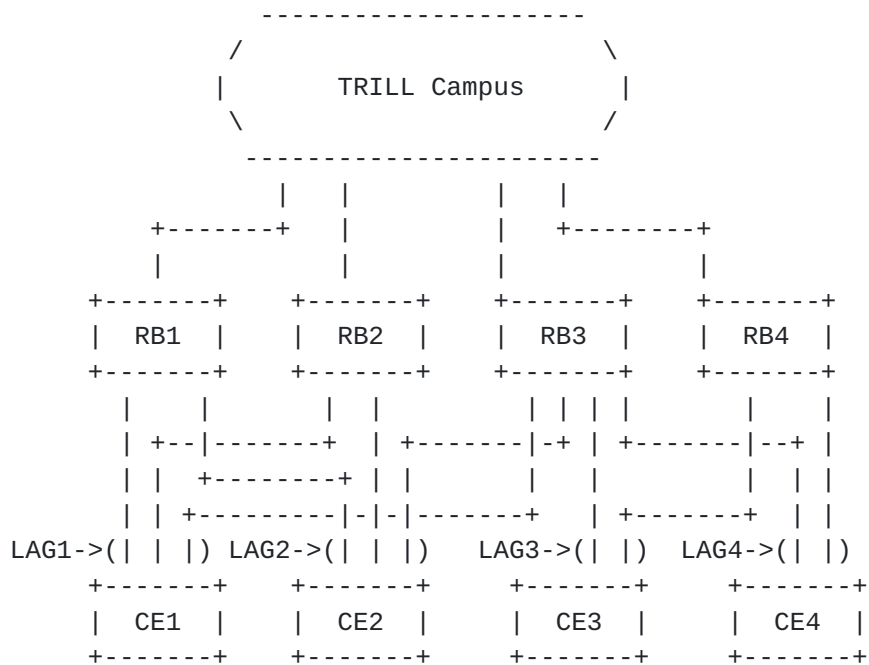 TRILL Campus
RB1 RB2 RB3 RB4
LAG1->( ) LAG2->( ) LAG3->( ) LAG4->( )
CE1 CE2 CE3 CE4